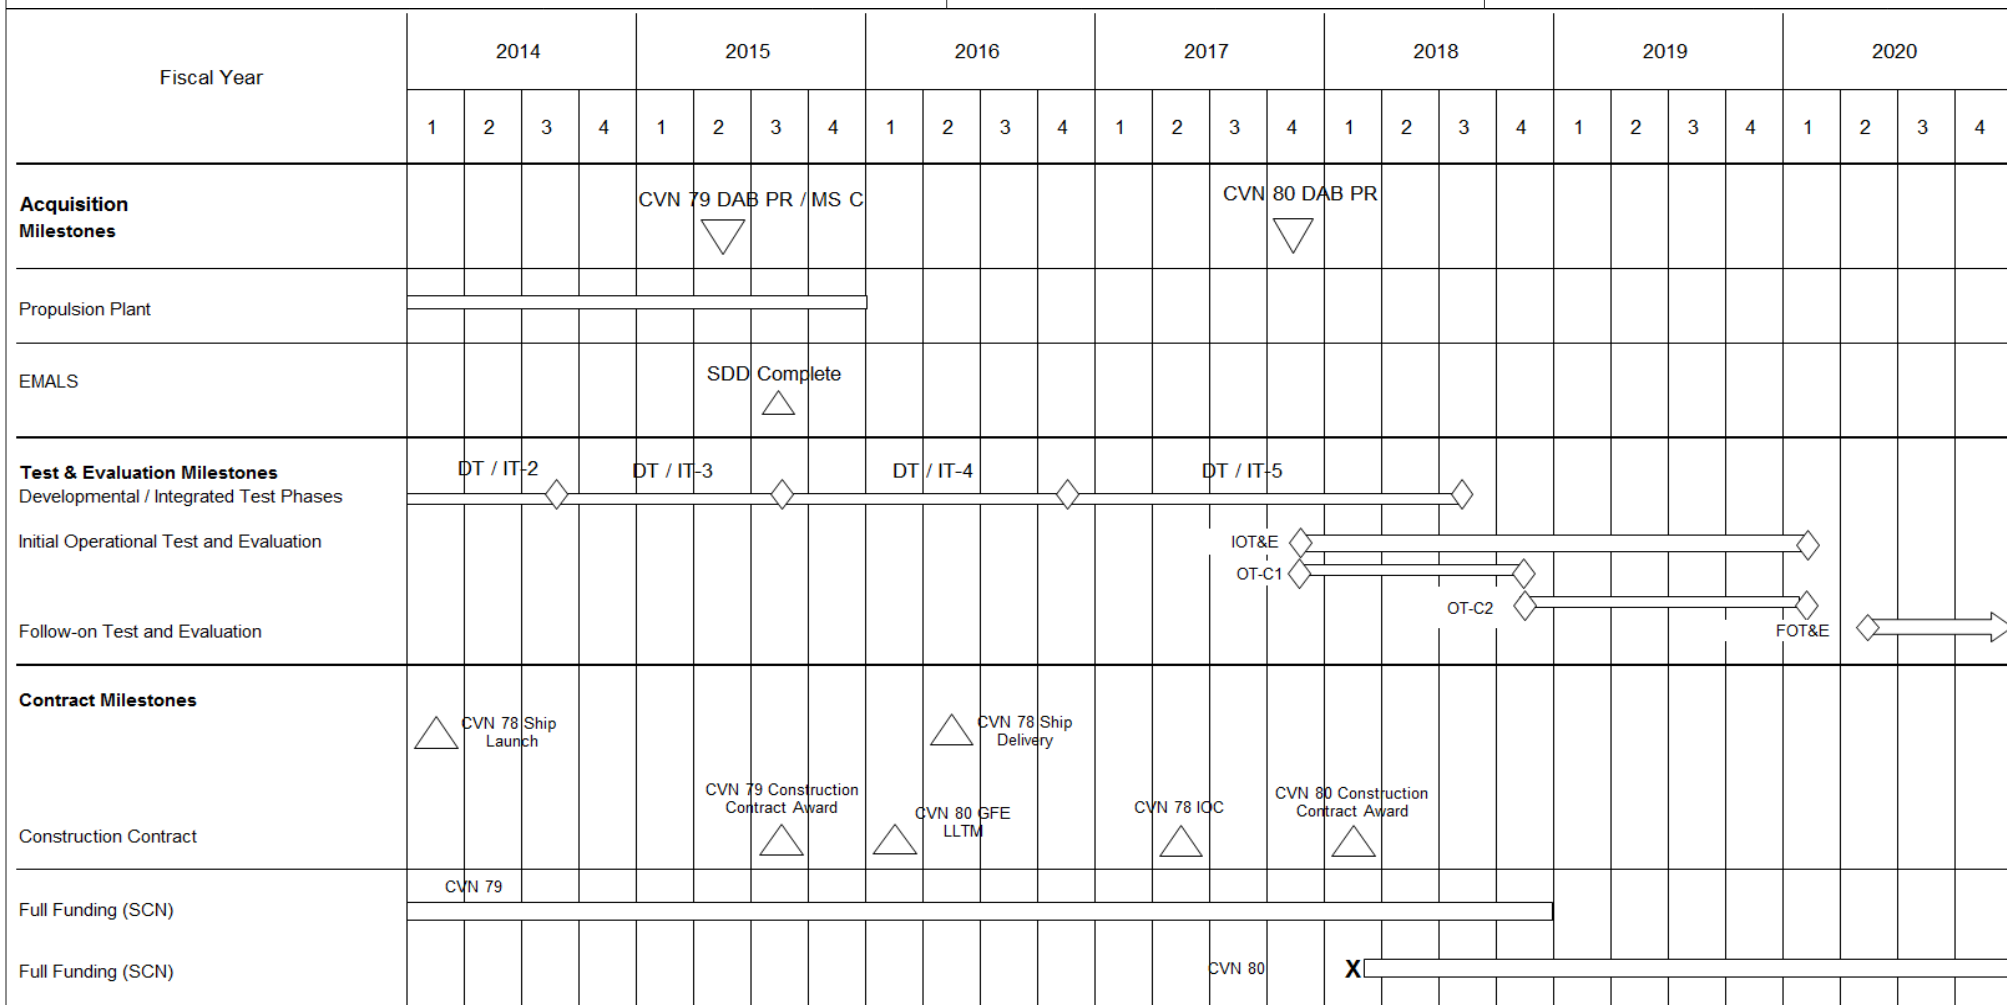 Fiscal Year
2014 2015 2016 2017 2018 2019 2020
1 2 3 4 1 2 3 4 1 2 3 4 1 2 3 4 1 2 3 4 1 2 3 4 1 2 3 4
Acquisition
Milestones
CVN 79 DAB PR / MS C
CVN 80 DAB PR
Propulsion Plant
EMALS
SDD Complete
Test & Evaluation Milestones
Developmental / Integrated Test Phases
DT / IT-2
DT / IT-3
DT / IT-4
DT / IT-5
Initial Operational Test and Evaluation
IOT&E
OT-C1
OT-C2
Follow-on Test and Evaluation
FOT&E
Contract Milestones
CVN 78 Ship
Launch
CVN 78 Ship
Delivery
Construction Contract
CVN 79 Construction
Contract Award
CVN 80 GFE
LLTM
CVN 78 IOC
CVN 80 Construction
Contract Award
CVN 79
Full Funding (SCN)
Full Funding (SCN)
CVN 80
X